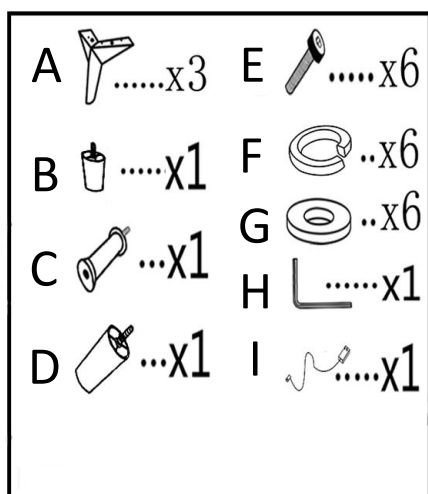 A ......x3
B ......x1
C ...x1
D ...x1
E .....x6
F ..x6
G ..x6
H ......x1
I .....x1